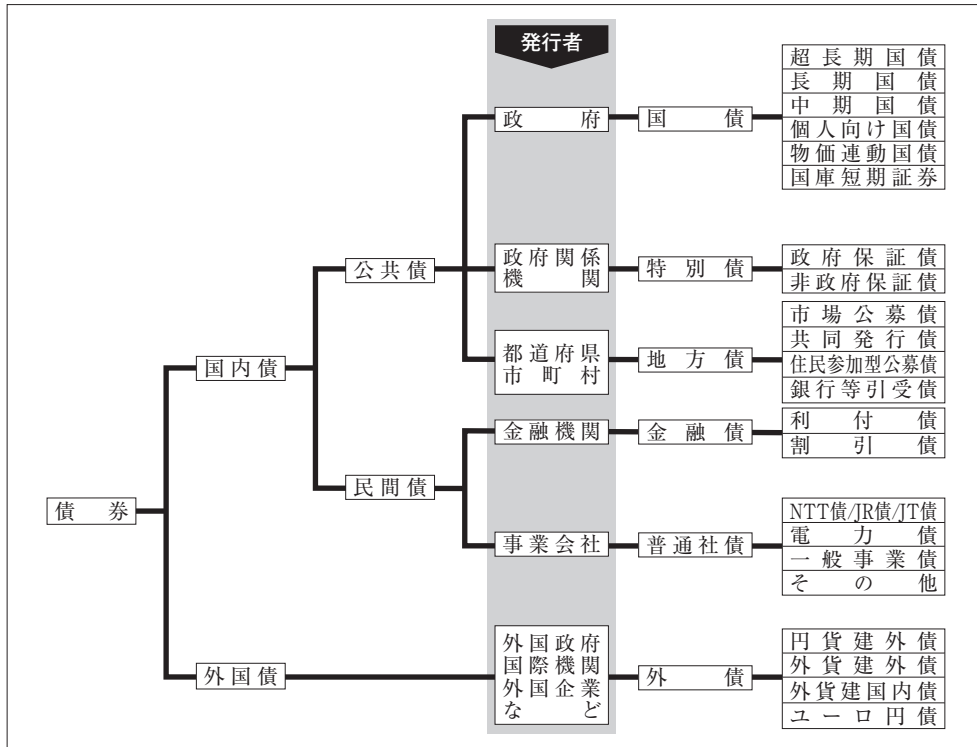 発行者
債券
国内債
外国債
公共債
民間債
政府
国債
超長期国債
長期国債
中期国債
個人向け国債
物価連動国債
国庫短期証券
政府関係
機関
特別債
政府保証債
非政府保証債
都道府県
市町村
地方債
市場公募債
共同発行債
住民参加型公募債
銀行等引受債
金融機関
金融債
利付債
割引債
事業会社
普通社債
NTT債/JR債/JT債
電力債
一般事業債
その他
外国政府
国際機関
外国企業
など
外債
円貨建外債
外貨建外債
外貨建国内債
ユーロ円債